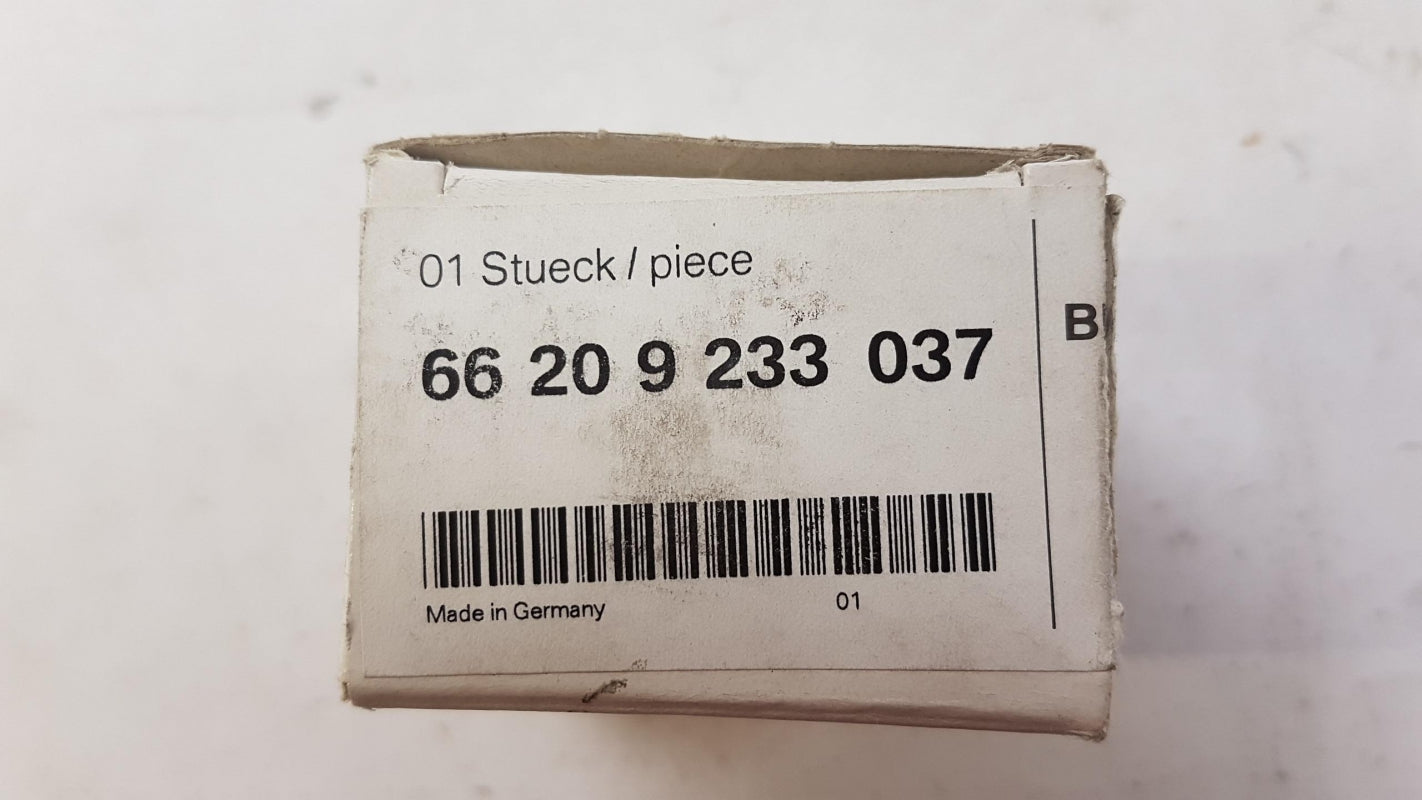 01 Stueck / piece
66 20 9 233 037
B
Made in Germany
01